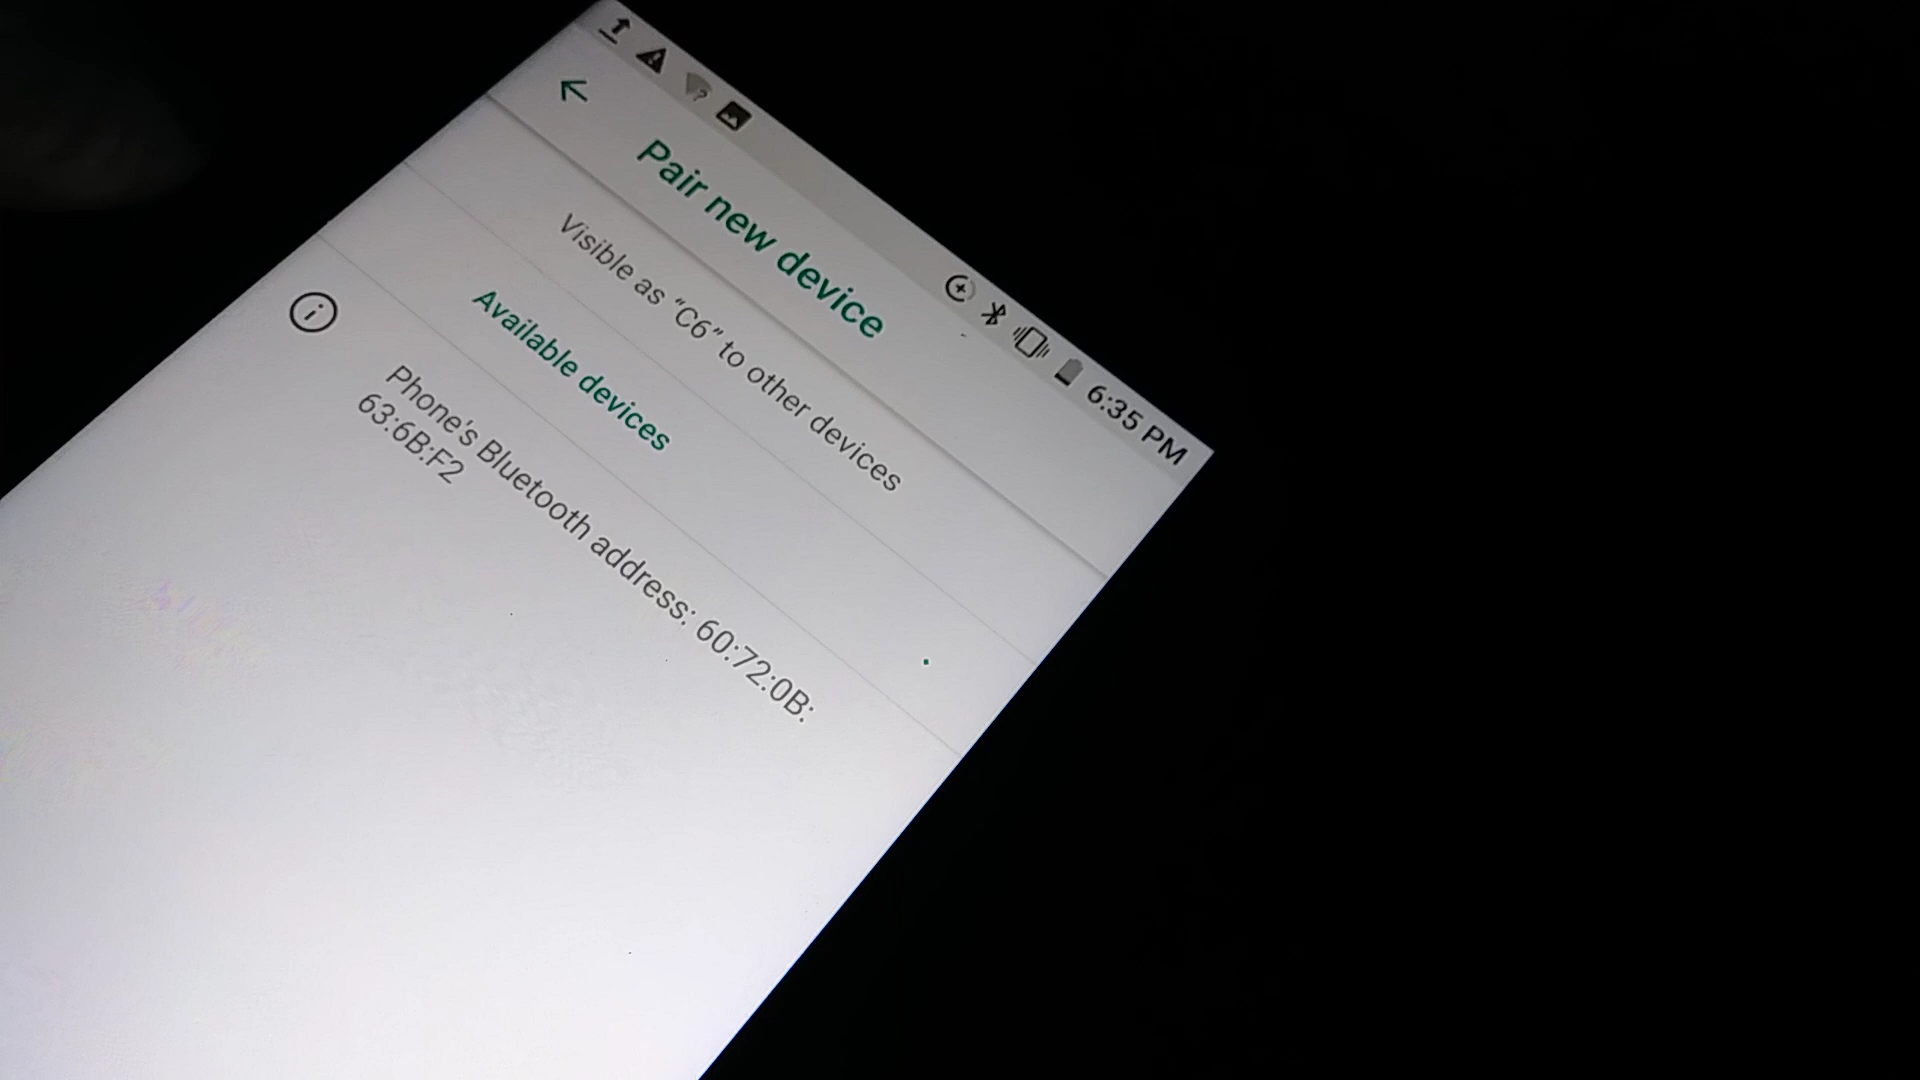 6:35 PM
Pair new device
Visible as “C6” to other devices
Available devices
Phone's Bluetooth address: 60:72:0B:
63:6B:F2